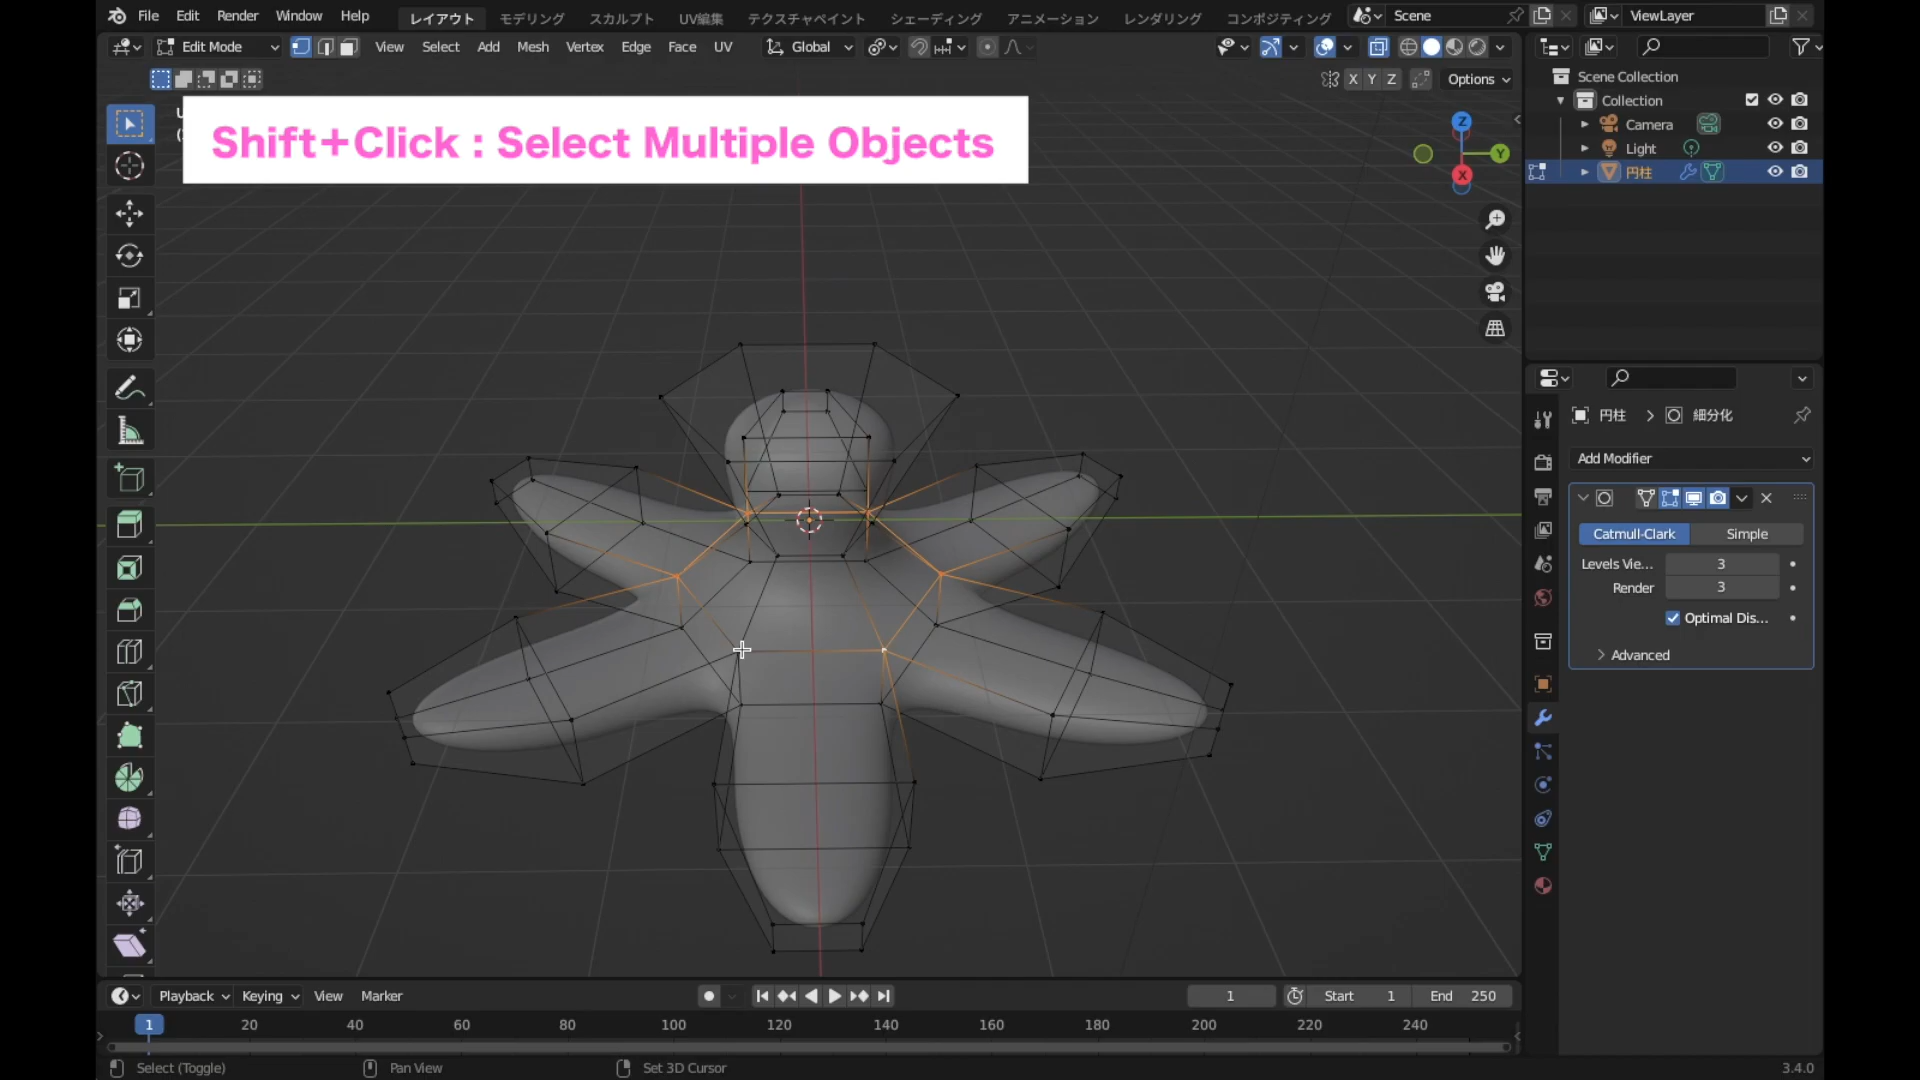 File Edit Render Window Help レイアウト モデリング スカルプト UV編集 テクスチャペイント シェーディング アニメーション レンダリング コンポジティング Scene ViewLayer
Edit Mode View Select Add Mesh Vertex Edge Face UV Global
X Y Z Options
Shift+Click : Select Multiple Objects
Z
Y
X
Scene Collection
Collection
Camera
Light
円柱
円柱 > 細分化
Add Modifier
Catmull-Clark Simple
Levels Vie... 3
Render 3
Optimal Dis...
Advanced
Playback Keying View Marker 1 Start 1 End 250
1 20 40 60 80 100 120 140 160 180 200 220 240
Select (Toggle) Pan View Set 3D Cursor 3.4.0